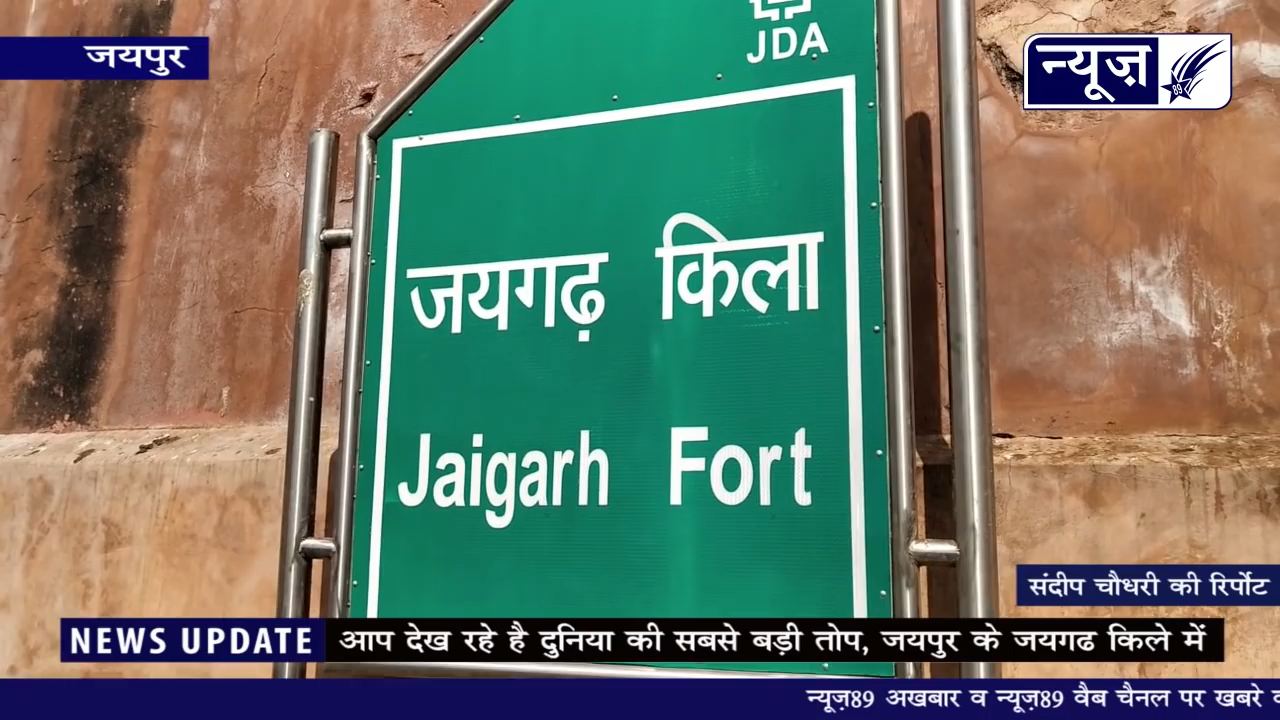 जयपुर
JDA
न्यूज़
89
जयगढ़ किला
Jaigarh Fort
संदीप चौधरी की रिर्पोट
NEWS UPDATE
आप देख रहे है दुनिया की सबसे बड़ी तोप, जयपुर के जयगढ किले में
न्यूज़89 अखबार व न्यूज़89 वैब चैनल पर खबरे